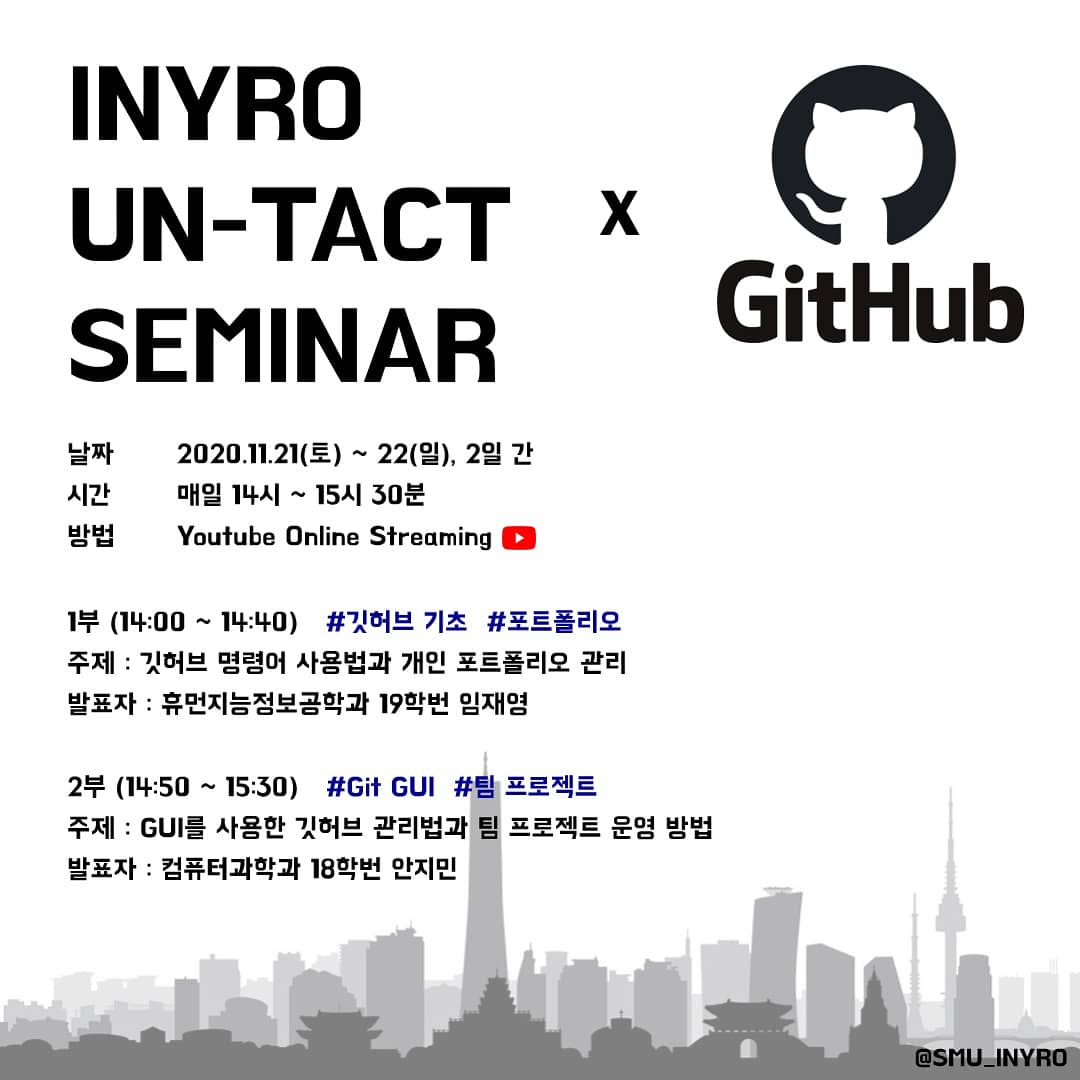 INYRO
UN-TACT
SEMINAR
X
GitHub
날짜 2020.11.21(토) ~ 22(일), 2일 간
시간 매일 14시 ~ 15시 30분
방법 Youtube Online Streaming
1부 (14:00 ~ 14:40) #깃허브 기초 #포트폴리오
주제 : 깃허브 명령어 사용법과 개인 포트폴리오 관리
발표자 : 휴먼지능정보공학과 19학번 임재영
2부 (14:50 ~ 15:30) #Git GUI #팀 프로젝트
주제 : GUI를 사용한 깃허브 관리법과 팀 프로젝트 운영 방법
발표자 : 컴퓨터과학과 18학번 안지민
@SMU_INYRO